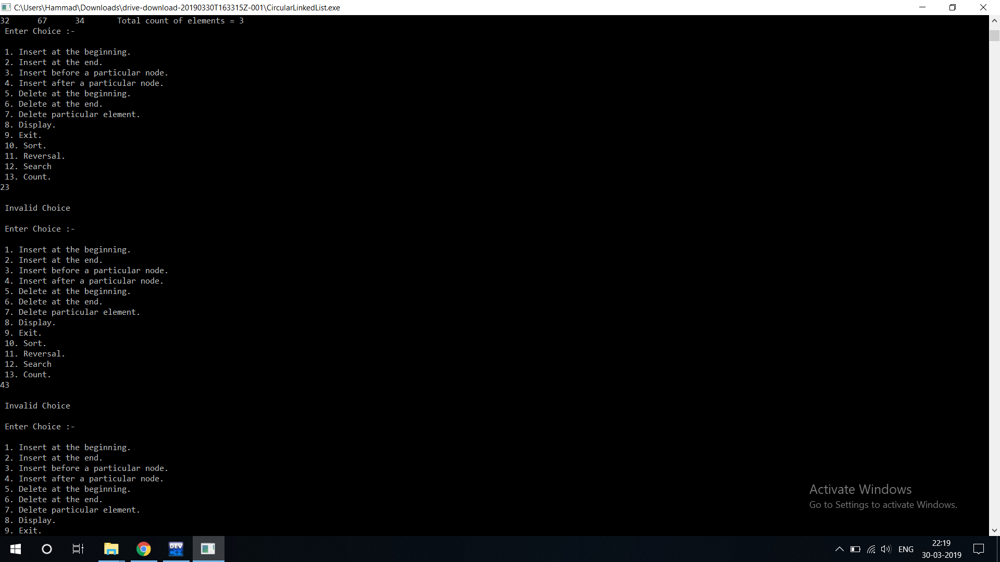 C:\Users\Hammad\Downloads\drive-download-20190330T163315Z-001\CircularLinkedList.exe
32      67      34       Total count of elements = 3
Enter Choice :-
1. Insert at the beginning.
2. Insert at the end.
3. Insert before a particular node.
4. Insert after a particular node.
5. Delete at the beginning.
6. Delete at the end.
7. Delete particular element.
8. Display.
9. Exit.
10. Sort.
11. Reversal.
12. Search
13. Count.
23
Invalid Choice
Enter Choice :-
1. Insert at the beginning.
2. Insert at the end.
3. Insert before a particular node.
4. Insert after a particular node.
5. Delete at the beginning.
6. Delete at the end.
7. Delete particular element.
8. Display.
9. Exit.
10. Sort.
11. Reversal.
12. Search
13. Count.
43
Invalid Choice
Enter Choice :-
1. Insert at the beginning.
2. Insert at the end.
3. Insert before a particular node.
4. Insert after a particular node.
5. Delete at the beginning.
6. Delete at the end.
7. Delete particular element.
8. Display.
9. Exit.
Activate Windows
Go to Settings to activate Windows.
DEV
C++
ENG
22:19
30-03-2019